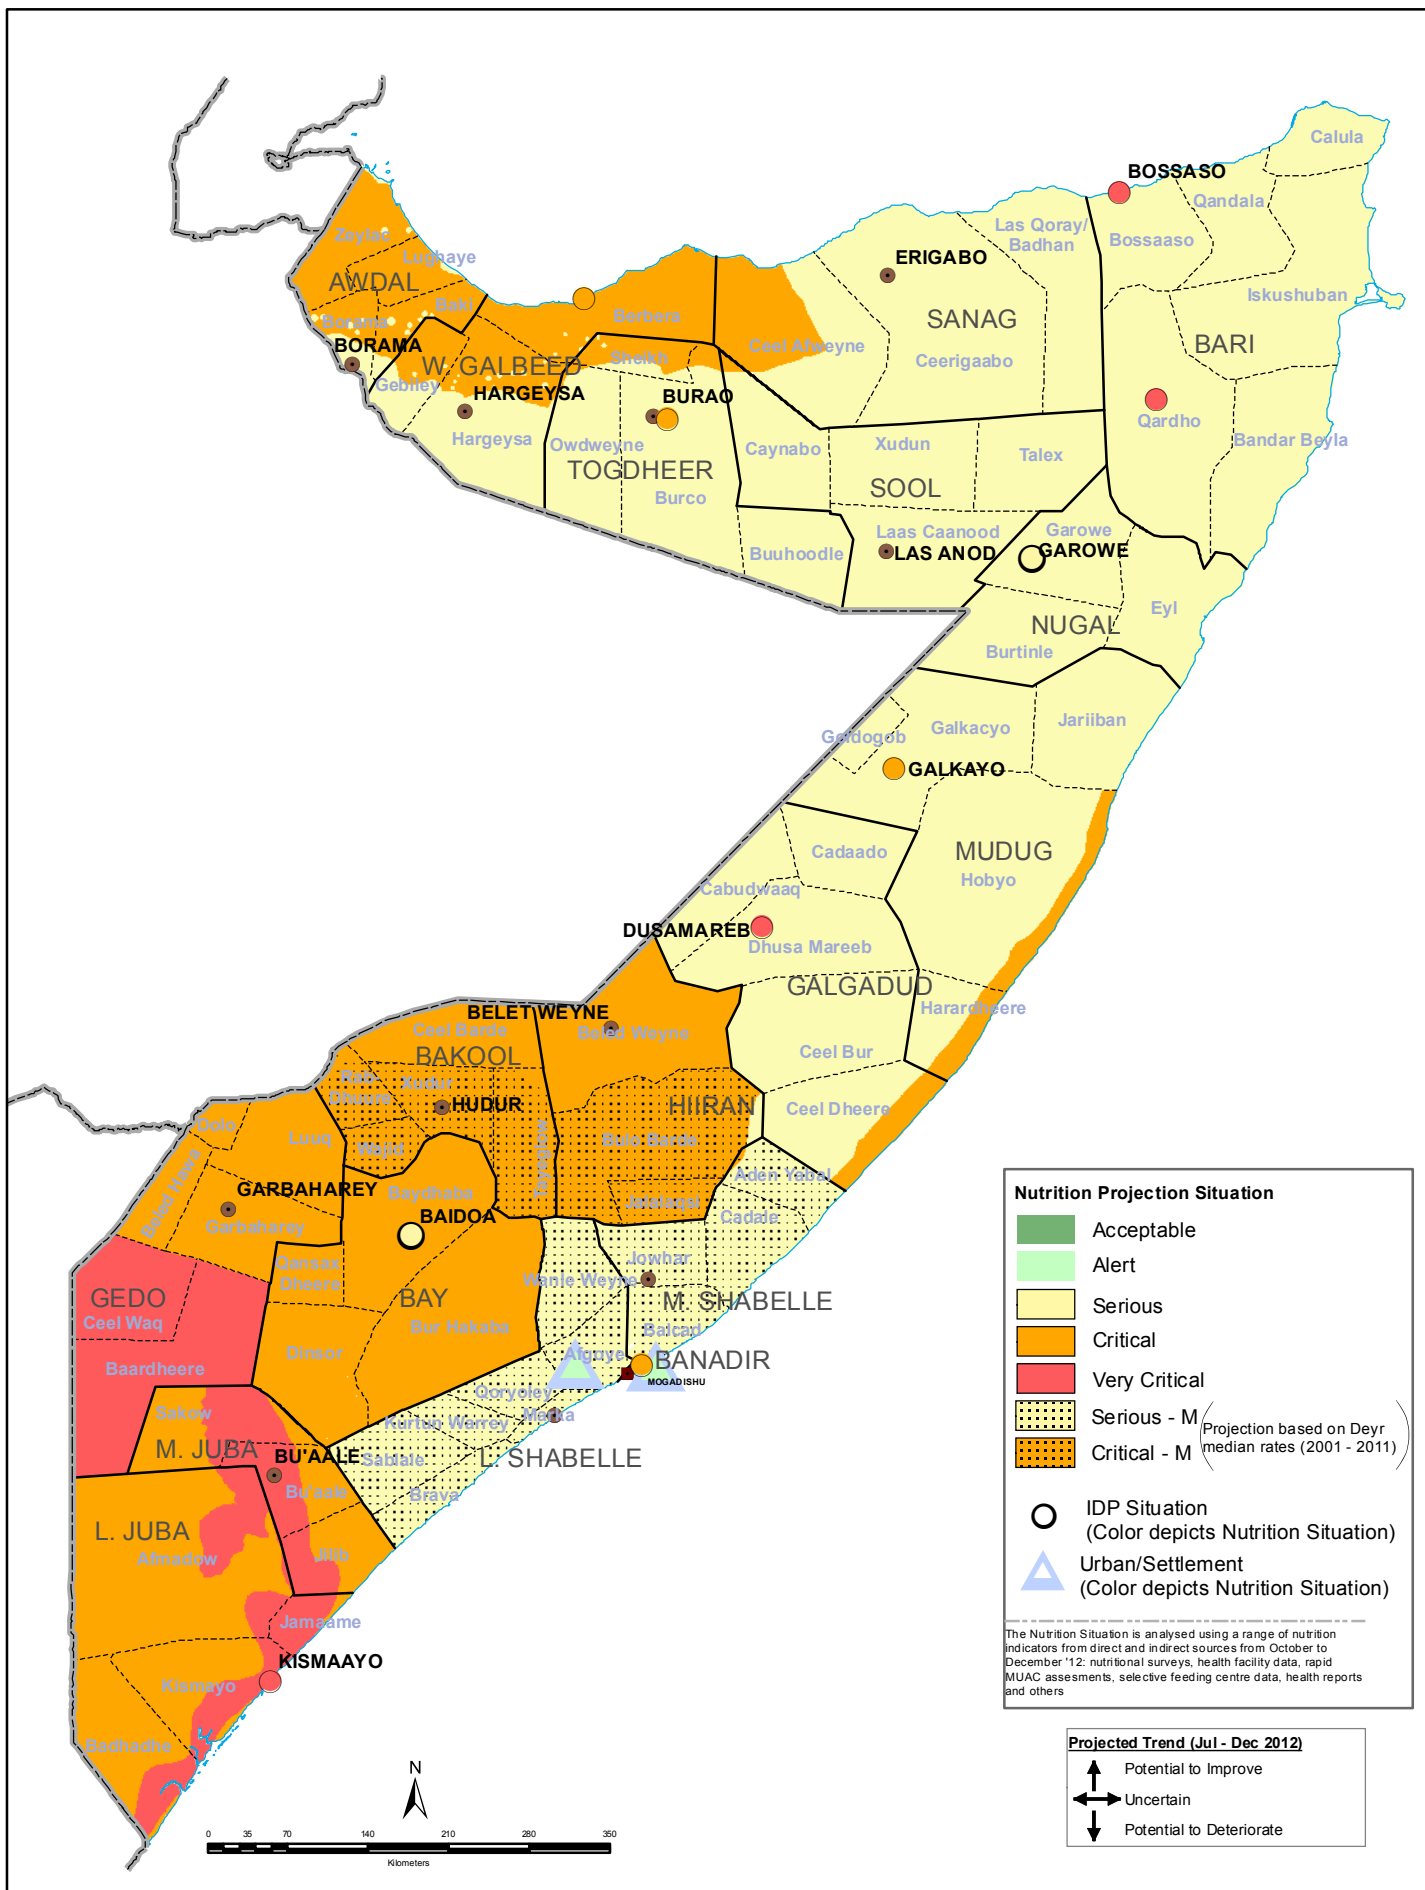 Calula
BOSSASO
Qandala
Las Qoray/
Badhan
Bossaaso
Zeylac
Lughaye
ERIGABO
AWDAL
Baki
Iskushuban
Borama
Berbera
SANAG
BORAMA
Ceel Afweyne
BARI
W. GALBEED
Sheikh
Ceerigaabo
Gebiley
HARGEYSA
BURAO
Qardho
Hargeysa
Owdweyne
Caynabo
Xudun
Talex
Bandar Beyla
TOGDHEER
SOOL
Burco
Laas Caanood
Garowe
Buuhoodle
LAS ANOD
GAROWE
Eyl
NUGAL
Burtinle
Jariiban
Galkacyo
Goldogob
GALKAYO
MUDUG
Cadaado
Hobyo
Cabudwaaq
DUSAMAREB
Dhusa Mareeb
GALGADUD
Harardheere
BELET WEYNE
Ceel Barde
Beled Weyne
BAKOOL
Ceel Bur
Rab-
Dhuure
Xudur
HUDUR
HIIRAN
Ceel Dheere
Dolo
Luuq
Wajid
Tayeglow
Bulo Barde
Beled Hawa
Aden Yabal
GARBAHAREY
Baydhaba
Jalalaqsi
Garbaharey
BAIDOA
Cadale
Qansax
Dheere
Jowhar
Wanle Weyne
GEDO
BAY
M. SHABELLE
Ceel Waq
Bur Hakaba
Balcad
Dinsor
Afgoye
BANADIR
Baardheere
MOGADISHU
Qoryoley
Sakow
Kurtun Warrey
Marka
M. JUBA
BU'AALE
Sablale
L. SHABELLE
Bu'aale
Brava
L. JUBA
Afmadow
Jilib
Jamaame
KISMAAYO
Kismayo
Badhadhe
N
0 35 70 140 210 280 350
Kilometers
Nutrition Projection Situation
Acceptable
Alert
Serious
Critical
Very Critical
Serious - M
Critical - M
(Projection based on Deyr
median rates (2001 - 2011))
IDP Situation
(Color depicts Nutrition Situation)
Urban/Settlement
(Color depicts Nutrition Situation)
The Nutrition Situation is analysed using a range of nutrition
indicators from direct and indirect sources from October to
December '12: nutritional surveys, health facility data, rapid
MUAC assesments, selective feeding centre data, health reports
and others
Projected Trend (Jul - Dec 2012)
Potential to Improve
Uncertain
Potential to Deteriorate